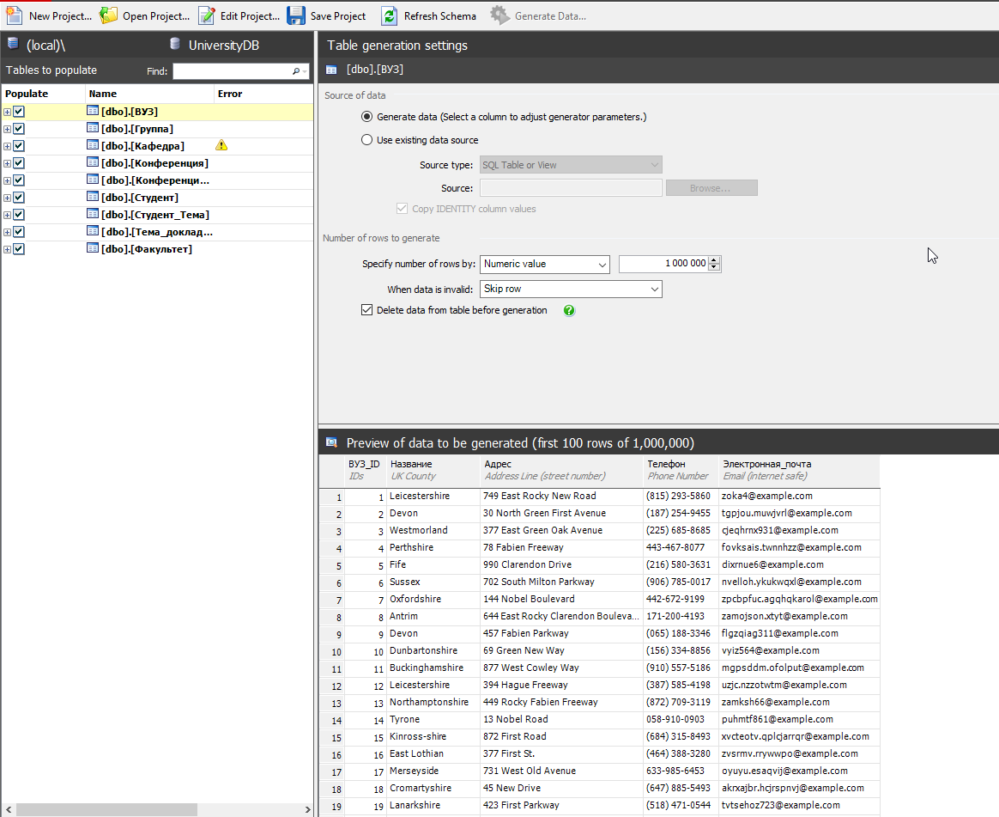 New Project... Open Project... Edit Project... Save Project Refresh Schema Generate Data...
(local)\ UniversityDB
Tables to populate Find:
Populate Name Error
[dbo].[ВУЗ]
[dbo].[Группа]
[dbo].[Кафедра]
[dbo].[Конференция]
[dbo].[Конференци...
[dbo].[Студент]
[dbo].[Студент_Тема]
[dbo].[Тема_доклад...
[dbo].[Факультет]
Table generation settings
[dbo].[ВУЗ]
Source of data
Generate data (Select a column to adjust generator parameters.)
Use existing data source
Source type: SQL Table or View
Source: Browse...
Copy IDENTITY column values
Number of rows to generate
Specify number of rows by: Numeric value 1 000 000
When data is invalid: Skip row
Delete data from table before generation ?
Preview of data to be generated (first 100 rows of 1,000,000)
ВУЗ_ID Название Адрес Телефон Электронная_почта
IDs UK County Address Line (street number) Phone Number Email (internet safe)
1 1 Leicestershire 749 East Rocky New Road (815) 293-5860 zoka4@example.com
2 2 Devon 30 North Green First Avenue (187) 254-9455 tgpjou.muwjvrl@example.com
3 3 Westmorland 377 East Green Oak Avenue (225) 685-8685 cjeqhrnx931@example.com
4 4 Perthshire 78 Fabien Freeway 443-467-8077 fovksais.twnnhzz@example.com
5 5 Fife 990 Clarendon Drive (216) 580-3631 dixrnue6@example.com
6 6 Sussex 702 South Milton Parkway (906) 785-0017 nvelloh.ykukwqxl@example.com
7 7 Oxfordshire 144 Nobel Boulevard 442-672-9199 zpcbpfuc.agqhqkarol@example.com
8 8 Antrim 644 East Rocky Clarendon Bouleva... 171-200-4193 zamojson.xtyt@example.com
9 9 Devon 457 Fabien Parkway (065) 188-3346 flgzqiag311@example.com
10 10 Dunbartonshire 69 Green New Way (156) 334-8856 vyiz564@example.com
11 11 Buckinghamshire 877 West Cowley Way (910) 557-5186 mgpsddm.ofolput@example.com
12 12 Leicestershire 394 Hague Freeway (387) 585-4198 uzjc.nzzotwtm@example.com
13 13 Northamptonshire 449 Rocky Fabien Freeway (872) 709-3119 zamksh66@example.com
14 14 Tyrone 13 Nobel Road 058-910-0903 puhmtf861@example.com
15 15 Kinross-shire 872 First Road (684) 315-8493 xvcteotv.qplcjarrqr@example.com
16 16 East Lothian 377 First St. (464) 388-3280 zvsrmv.rrywwpo@example.com
17 17 Merseyside 731 West Old Avenue 633-985-6453 oyuyu.esaqvij@example.com
18 18 Cromartyshire 45 New Drive (647) 885-5493 akrxajbr.hcjrspnvj@example.com
19 19 Lanarkshire 423 First Parkway (518) 471-0544 tvtsehoz723@example.com